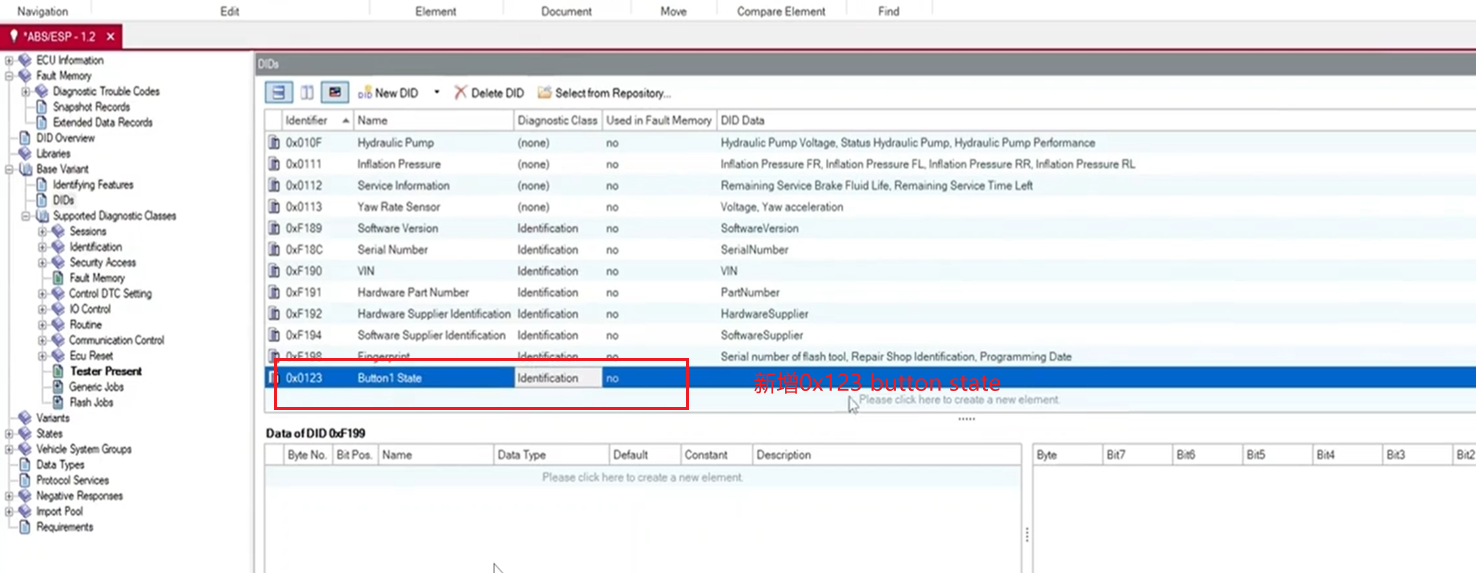 Navigation Edit Element Document Move Compare Element Find
*ABS/ESP - 1.2
ECU Information
Fault Memory
Diagnostic Trouble Codes
Snapshot Records
Extended Data Records
DID Overview
Libraries
Base Variant
Identifying Features
DIDs
Supported Diagnostic Classes
Sessions
Identification
Security Access
Fault Memory
Control DTC Setting
IO Control
Routine
Communication Control
Ecu Reset
Tester Present
Generic Jobs
Flash Jobs
Variants
States
Vehicle System Groups
Data Types
Protocol Services
Negative Responses
Import Pool
Requirements
DIDs
New DID Delete DID Select from Repository...
Identifier Name Diagnostic Class Used in Fault Memory DID Data
0x010F Hydraulic Pump (none) no Hydraulic Pump Voltage, Status Hydraulic Pump, Hydraulic Pump Performance
0x0111 Inflation Pressure (none) no Inflation Pressure FR, Inflation Pressure FL, Inflation Pressure RR, Inflation Pressure RL
0x0112 Service Information (none) no Remaining Service Brake Fluid Life, Remaining Service Time Left
0x0113 Yaw Rate Sensor (none) no Voltage, Yaw acceleration
0xF189 Software Version Identification no SoftwareVersion
0xF18C Serial Number Identification no SerialNumber
0xF190 VIN Identification no VIN
0xF191 Hardware Part Number Identification no PartNumber
0xF192 Hardware Supplier Identification Identification no HardwareSupplier
0xF194 Software Supplier Identification Identification no SoftwareSupplier
0xF198 Fingerprint Identification no Serial number of flash tool, Repair Shop Identification, Programming Date
0x0123 Button1 State Identification no
新增0x123 button state
Please click here to create a new element.
Data of DID 0xF199
Byte No. Bit Pos. Name Data Type Default Constant Description
Please click here to create a new element.
Byte Bit7 Bit6 Bit5 Bit4 Bit3 Bit2